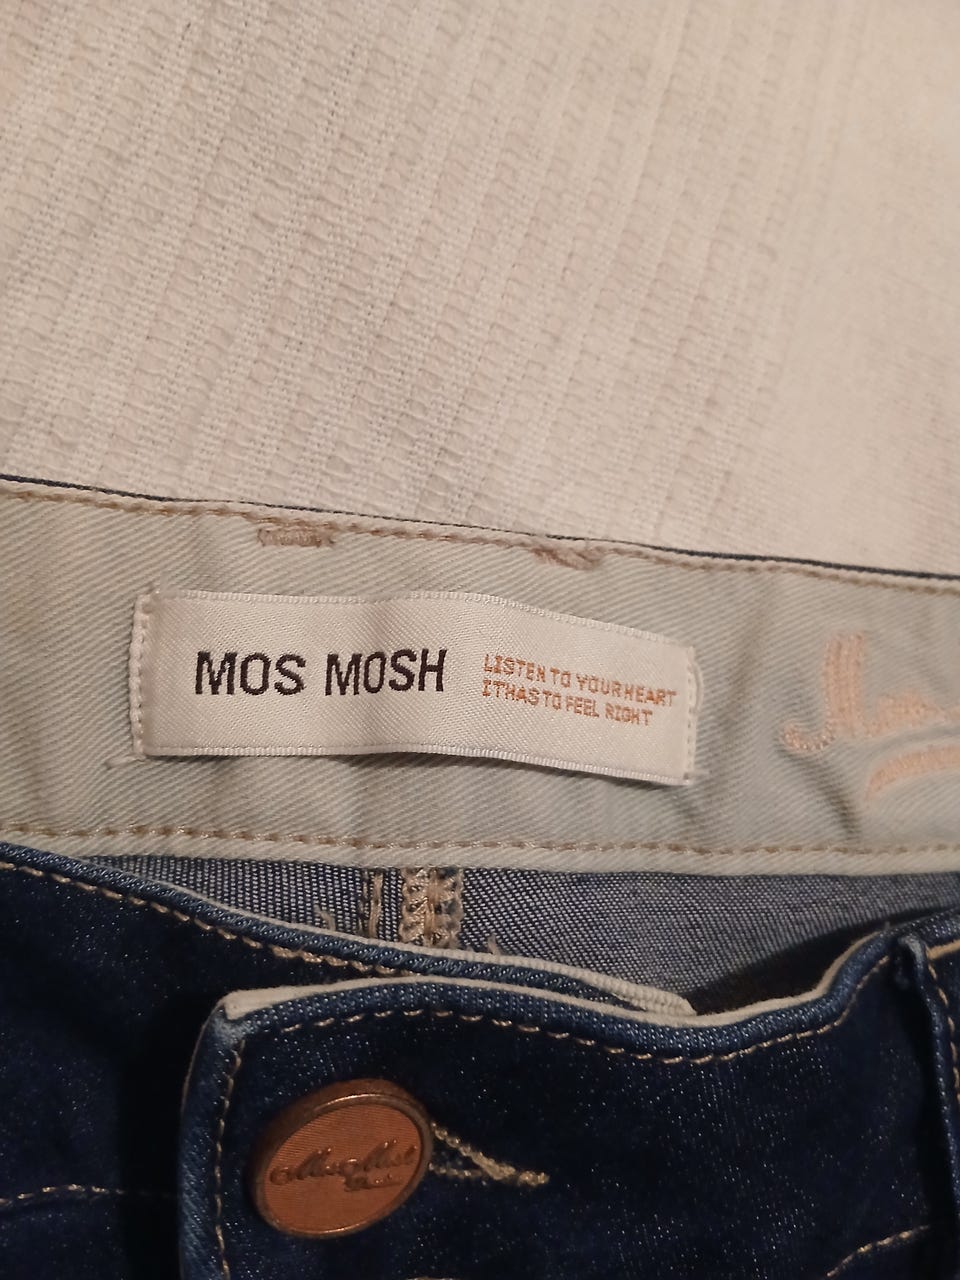 MOS MOSH
LISTEN TO YOUR HEART
IT HAS TO FEEL RIGHT